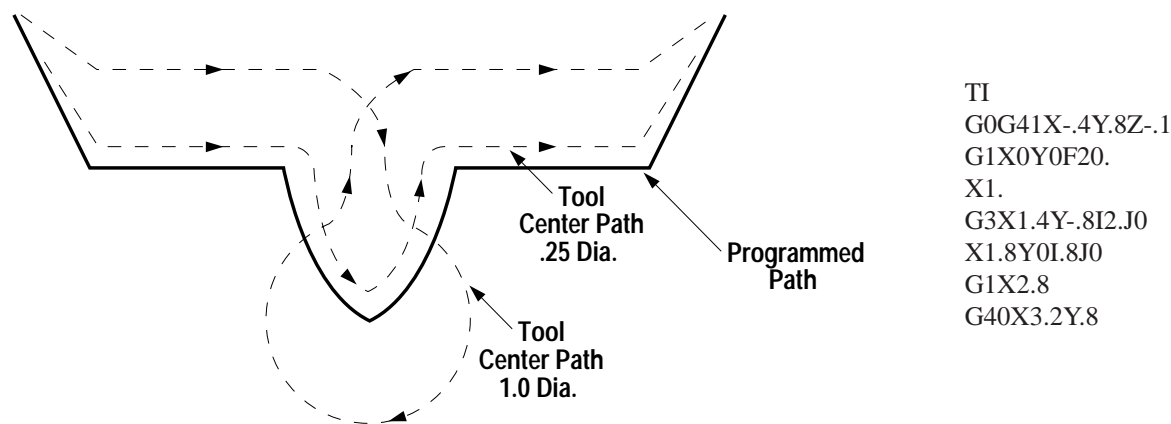 Tool
Center Path
.25 Dia.
Programmed
Path
Tool
Center Path
1.0 Dia.
TI
G0G41X-.4Y.8Z-.1
G1X0Y0F20.
X1.
G3X1.4Y-.8I2.J0
X1.8Y0I.8J0
G1X2.8
G40X3.2Y.8